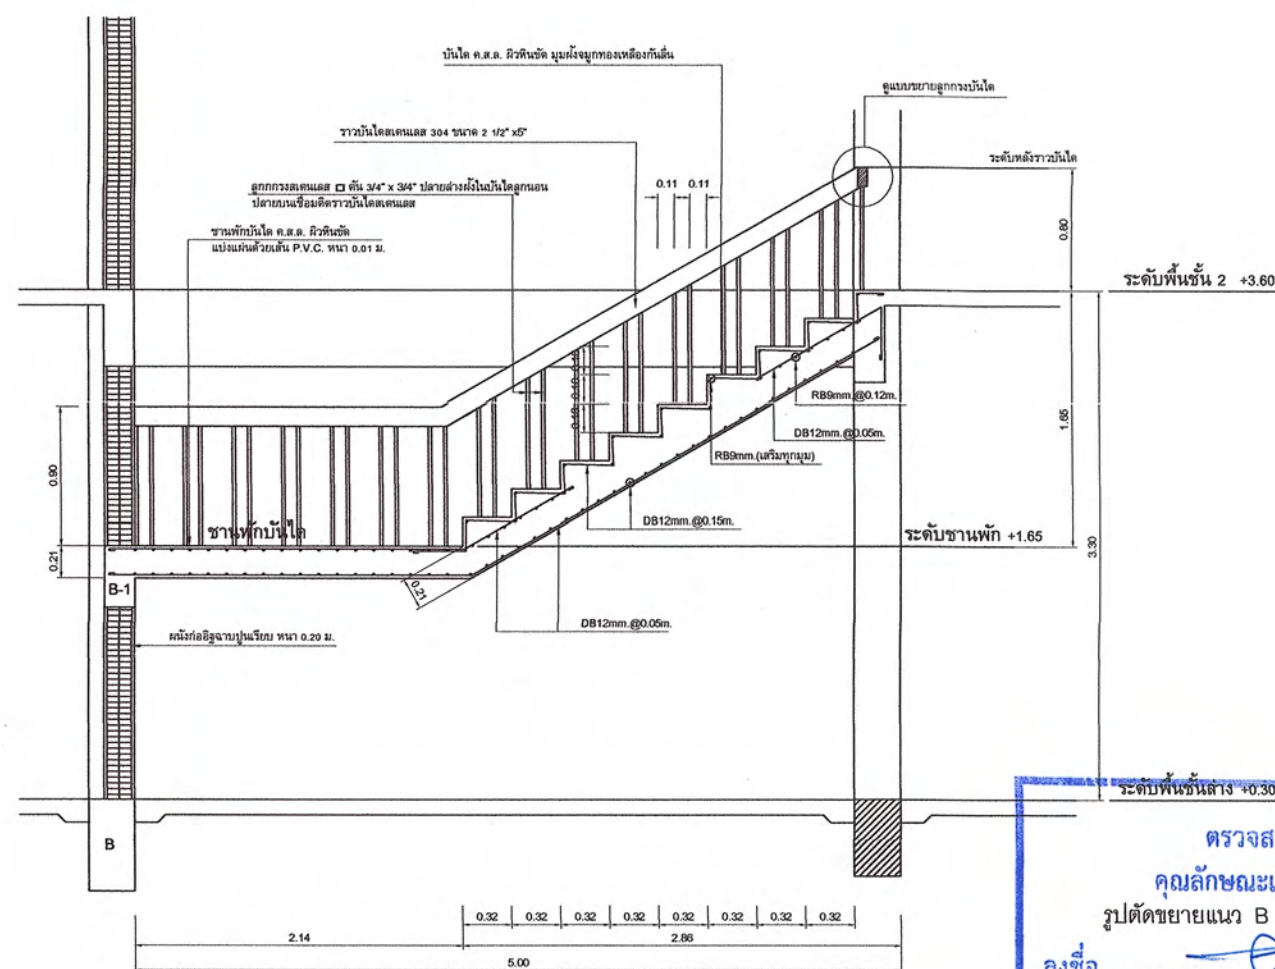 บันได ค.ส.ล. ผิวหินขัด มุมฝังจมูกทองเหลืองกันลื่น
ดูแบบขยายลูกกรงบันได
ราวบันไดสเตนเลส 304 ขนาด 2 1/2" x5"
ระดับหลังราวบันได
ลูกกกรงสเตนเลส ตัน 3/4" x 3/4" ปลายล่างฝังในบันไดลูกนอน
ปลายบนเชื่อมติดราวบันไดสเตนเลส
0.11 0.11
ชานพักบันได ค.ส.ล. ผิวหินขัด
แบ่งแผ่นด้วยเส้น P.V.C. หนา 0.01 ม.
0.80
ระดับพื้นชั้น 2 +3.60
RB9mm.@0.12m.
1.65
DB12mm.@0.05m.
RB9mm.(เสริมทุกมุม)
0.90
DB12mm.@0.15m.
ชานพักบันได
ระดับชานพัก +1.65
3.30
0.21
0.21
B-1
DB12mm.@0.05m.
ผนังก่ออิฐฉาบปูนเรียบ หนา 0.20 ม.
ระดับพื้นชั้นล่าง +0.30
B
ตรวจส
คุณลักษณะเ
รูปตัดขยายแนว B
0.32 0.32 0.32 0.32 0.32 0.32 0.32 0.32
2.14 2.86
5.00
ลงชื่อ